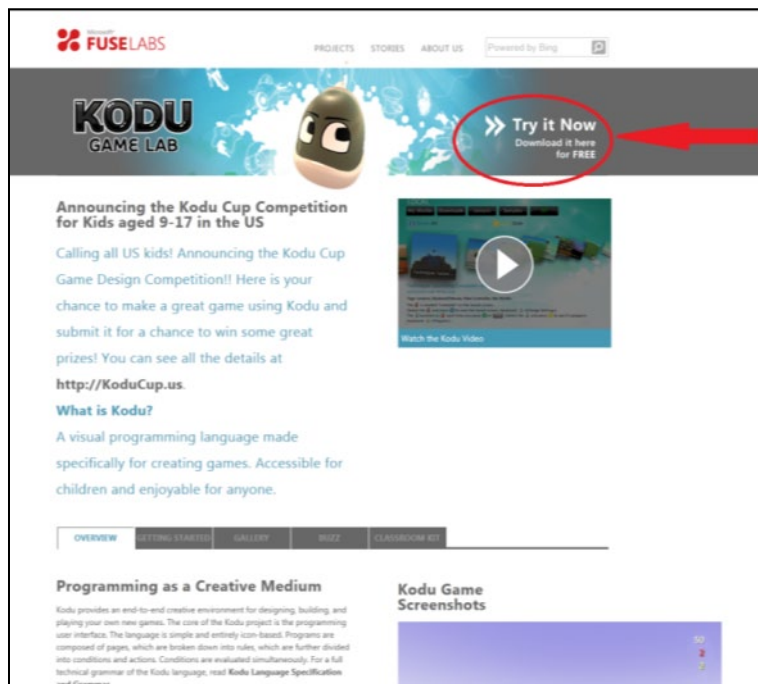 Microsoft
FUSELABS
PROJECTS STORIES ABOUT US Powered by Bing
KODU
GAME LAB
Try it Now
Download it here
for FREE
Announcing the Kodu Cup Competition
for Kids aged 9-17 in the US
Calling all US kids! Announcing the Kodu Cup
Game Design Competition!! Here is your
chance to make a great game using Kodu and
submit it for a chance to win some great
prizes! You can see all the details at
http://KoduCup.us.
What is Kodu?
A visual programming language made
specifically for creating games. Accessible for
children and enjoyable for anyone.
Watch the Kodu Video
OVERVIEW GETTING STARTED GALLERY BUZZ CLASSROOM KIT
Programming as a Creative Medium
Kodu provides an end-to-end creative environment for designing, building, and
playing your own new games. The core of the Kodu project is the programming
user interface. The language is simple and entirely icon-based. Programs are
composed of pages, which are broken down into rules, which are further divided
into conditions and actions. Conditions are evaluated simultaneously. For a full
technical grammar of the Kodu language, read Kodu Language Specification
and Grammar
Kodu Game
Screenshots
50
2